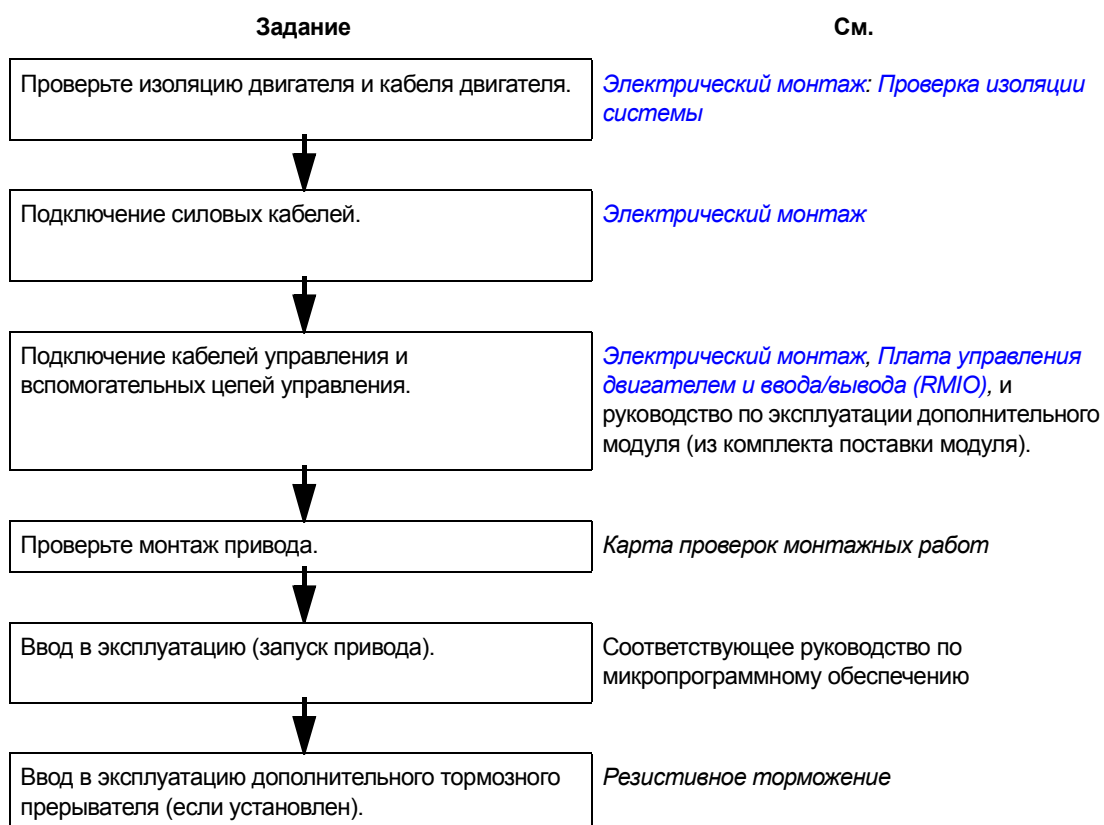 Задание
См.
Проверьте изоляцию двигателя и кабеля двигателя.
Электрический монтаж: Проверка изоляции
системы
Подключение силовых кабелей.
Электрический монтаж
Подключение кабелей управления и
вспомогательных цепей управления.
Электрический монтаж, Плата управления
двигателем и ввода/вывода (RMIO), и
руководство по эксплуатации дополнительного
модуля (из комплекта поставки модуля).
Проверьте монтаж привода.
Карта проверок монтажных работ
Ввод в эксплуатацию (запуск привода).
Соответствующее руководство по
микропрограммному обеспечению
Ввод в эксплуатацию дополнительного тормозного
прерывателя (если установлен).
Резистивное торможение